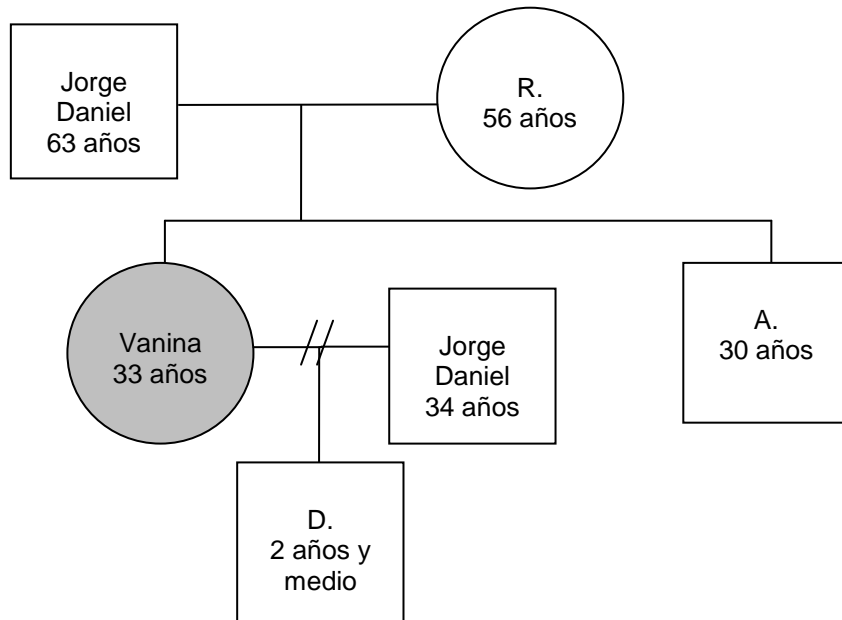 Jorge
Daniel
63 años
R.
56 años
Vanina
33 años
Jorge
Daniel
34 años
A.
30 años
D.
2 años y
medio